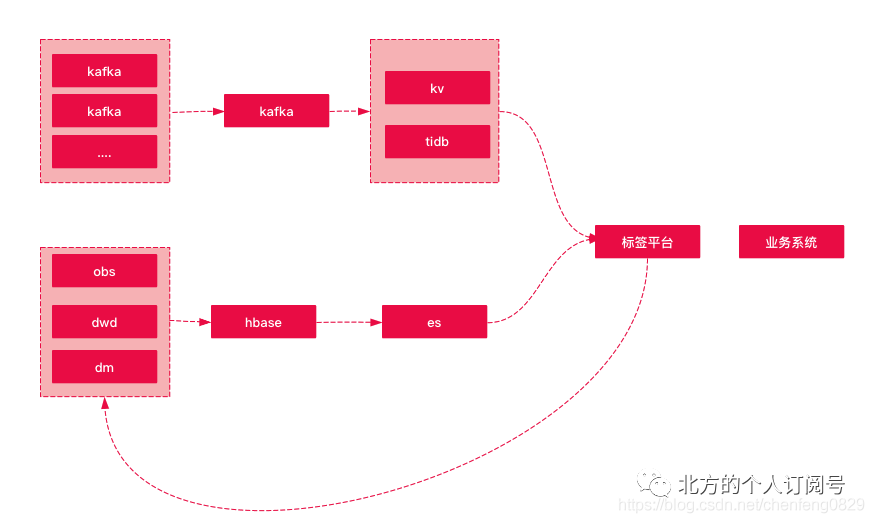 kafka
kafka
....
kafka
kv
tidb
标签平台
业务系统
obs
dwd
dm
hbase
es
北方的个人订阅号
https://blog.csdn.net/chenfeng0829